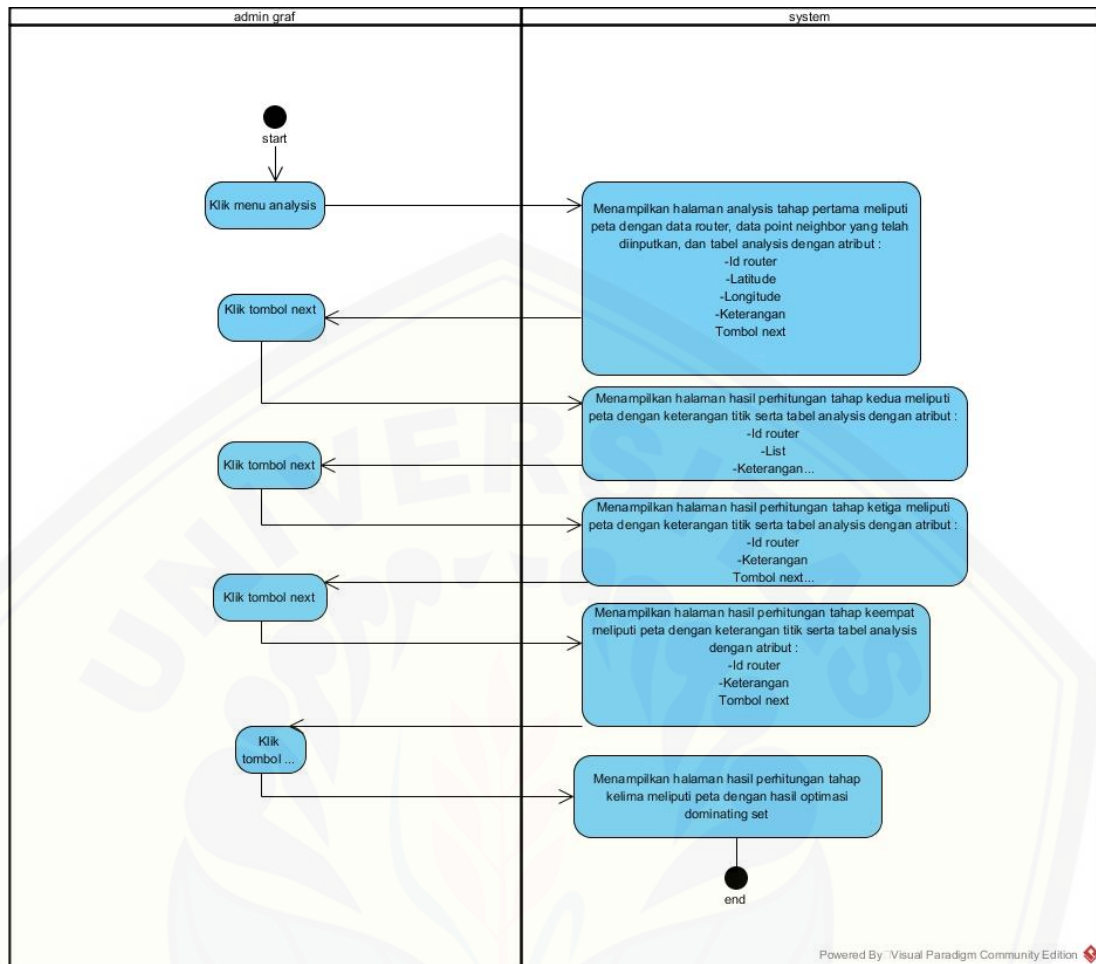 admin graf
system
start
Klik menu analysis
Menampilkan halaman analysis tahap pertama meliputi
peta dengan data router, data point neighbor yang telah
diinputkan, dan tabel analysis dengan atribut :
-Id router
-Latitude
-Longitude
-Keterangan
Tombol next
Klik tombol next
Menampilkan halaman hasil perhitungan tahap kedua meliputi
peta dengan keterangan titik serta tabel analysis dengan atribut :
-Id router
-List
-Keterangan...
Klik tombol next
Menampilkan halaman hasil perhitungan tahap ketiga meliputi
peta dengan keterangan titik serta tabel analysis dengan atribut :
-Id router
-Keterangan
Tombol next...
Klik tombol next
Menampilkan halaman hasil perhitungan tahap keempat
meliputi peta dengan keterangan titik serta tabel analysis
dengan atribut :
-Id router
-Keterangan
Tombol next
Klik
tombol ...
Menampilkan halaman hasil perhitungan tahap
kelima meliputi peta dengan hasil optimasi
dominating set
end
UNIVERSITAS
Powered By Visual Paradigm Community Edition